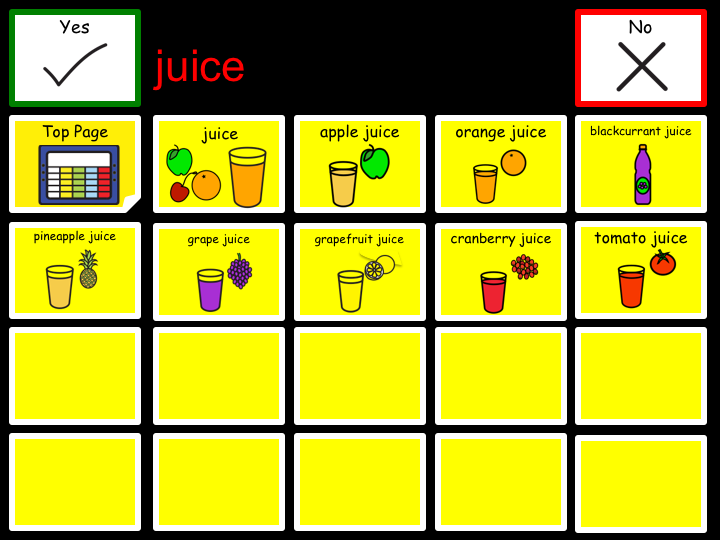 Yes
juice
No
Top Page
juice
apple juice
orange juice
blackcurrant juice
pineapple juice
grape juice
grapefruit juice
cranberry juice
tomato juice